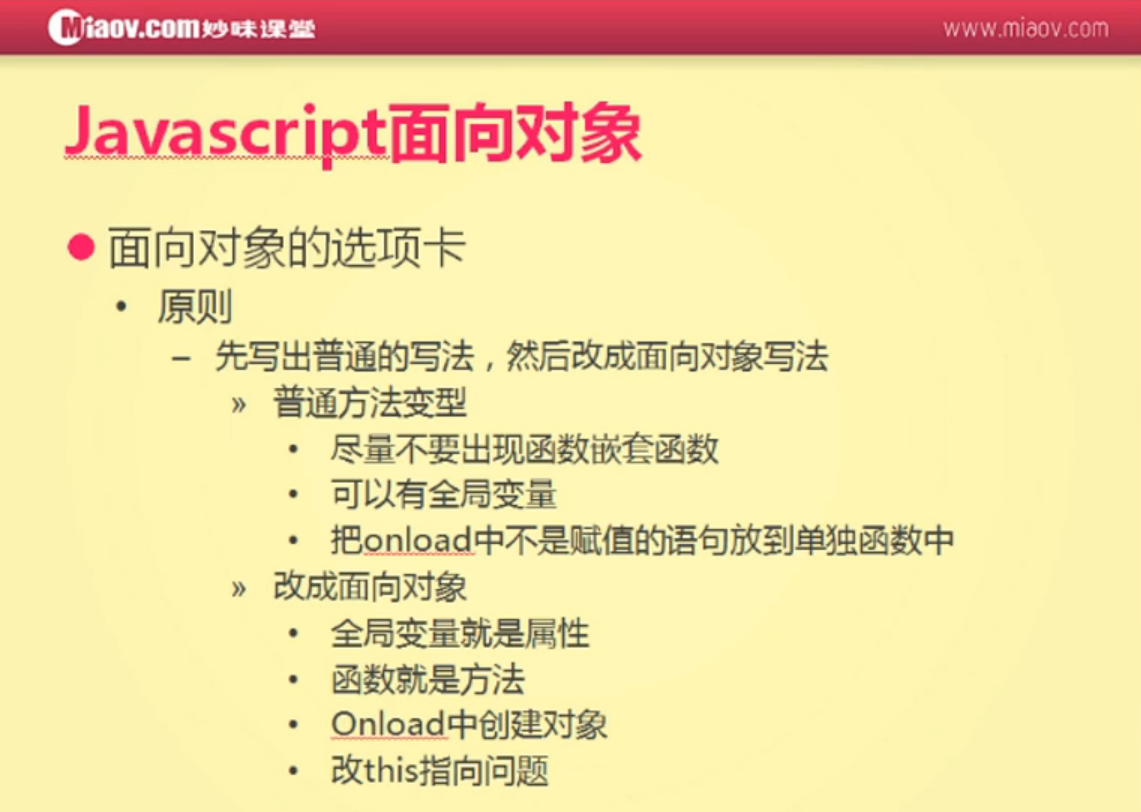 Miaov.com妙味课堂
www.miaov.com
Javascript面向对象
面向对象的选项卡
原则
先写出普通的写法，然后改成面向对象写法
普通方法变型
尽量不要出现函数嵌套函数
可以有全局变量
把onload中不是赋值的语句放到单独函数中
改成面向对象
全局变量就是属性
函数就是方法
Onload中创建对象
改this指向问题